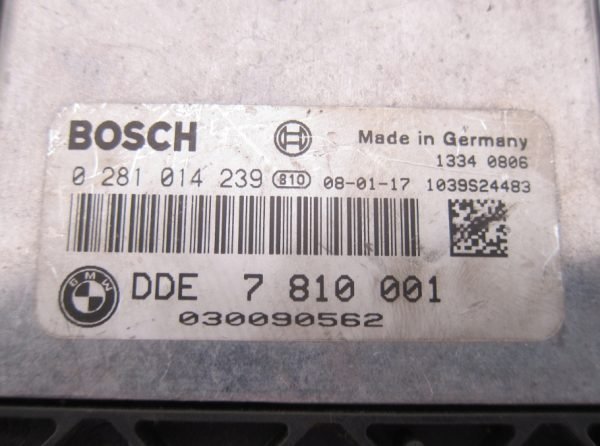 BOSCH Made in Germany
1334 0806
0 281 014 239 810 08-01-17 1039S24483
BMW DDE 7 810 001
030090562